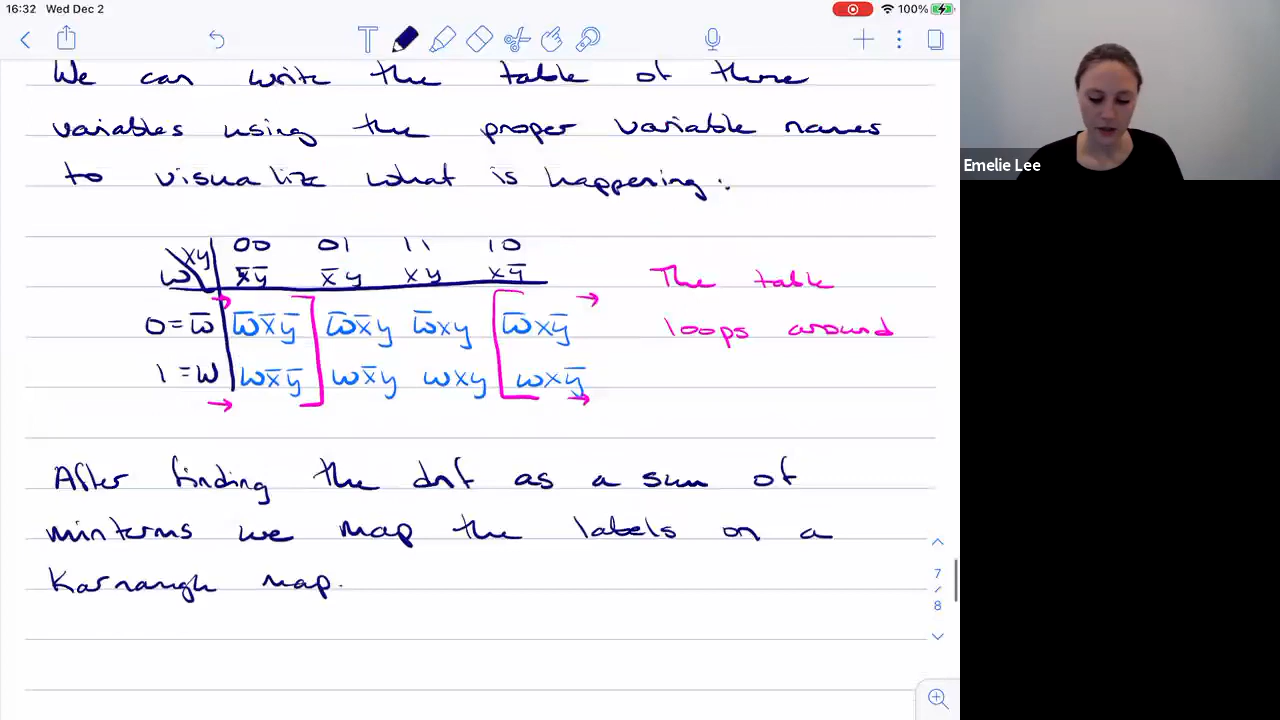 16:32 Wed Dec 2
100%
We can write the table of three
variables using the proper variable names
to visualize what is happening:
Emelie Lee
xy 00 01 11 10
w x̅y̅ x̅y xy xy̅
0 = w̅ w̅x̅y̅ w̅x̅y w̅xy w̅xy̅
1 = w wx̅y̅ wx̅y wxy wxy̅
The table
loops around
After finding the dnf as a sum of
minterms we map the labels on a
Karnaugh map.
7
/
8